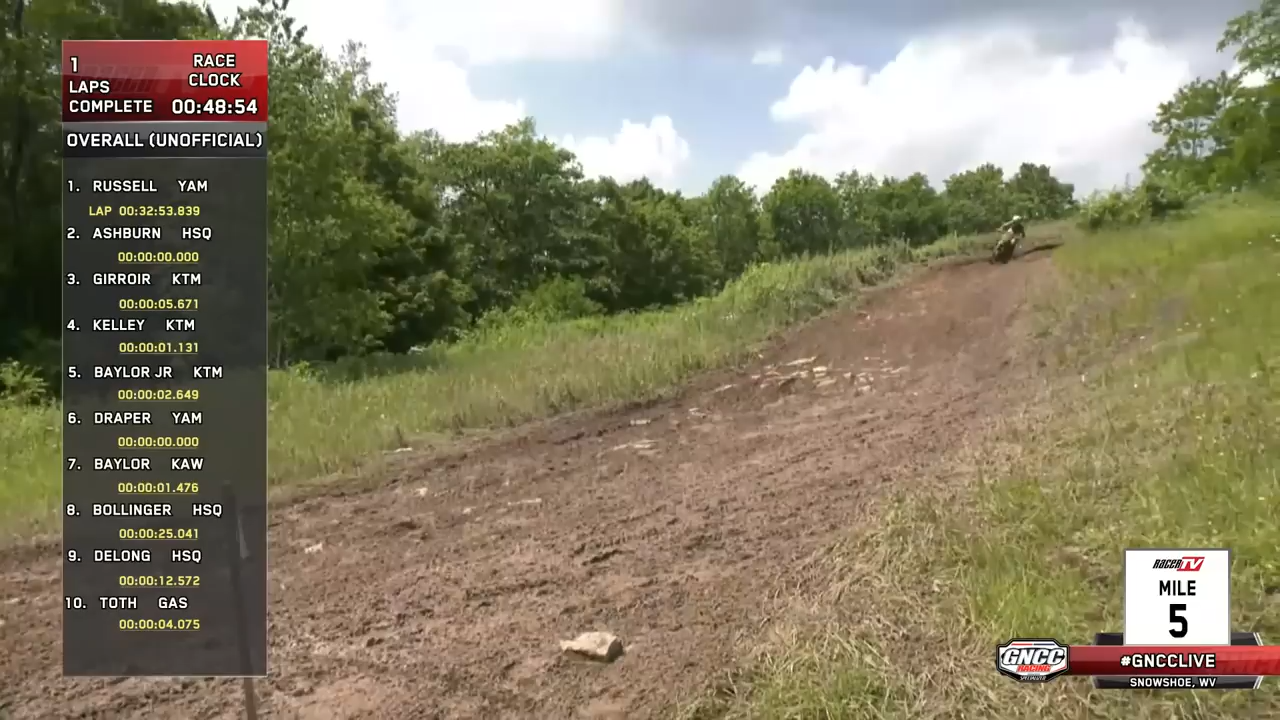 1
LAPS
COMPLETE
RACE
CLOCK
00:48:54
OVERALL (UNOFFICIAL)
1. RUSSELL YAM
LAP 00:32:53.839
2. ASHBURN HSQ
00:00:00.000
3. GIRROIR KTM
00:00:05.671
4. KELLEY KTM
00:00:01.131
5. BAYLOR JR KTM
00:00:02.649
6. DRAPER YAM
00:00:00.000
7. BAYLOR KAW
00:00:01.476
8. BOLLINGER HSQ
00:00:25.041
9. DELONG HSQ
00:00:12.572
10. TOTH GAS
00:00:04.075
RACER TV
MILE
5
GNCC
RACING
SPECIALIZED
#GNCCLIVE
SNOWSHOE, WV